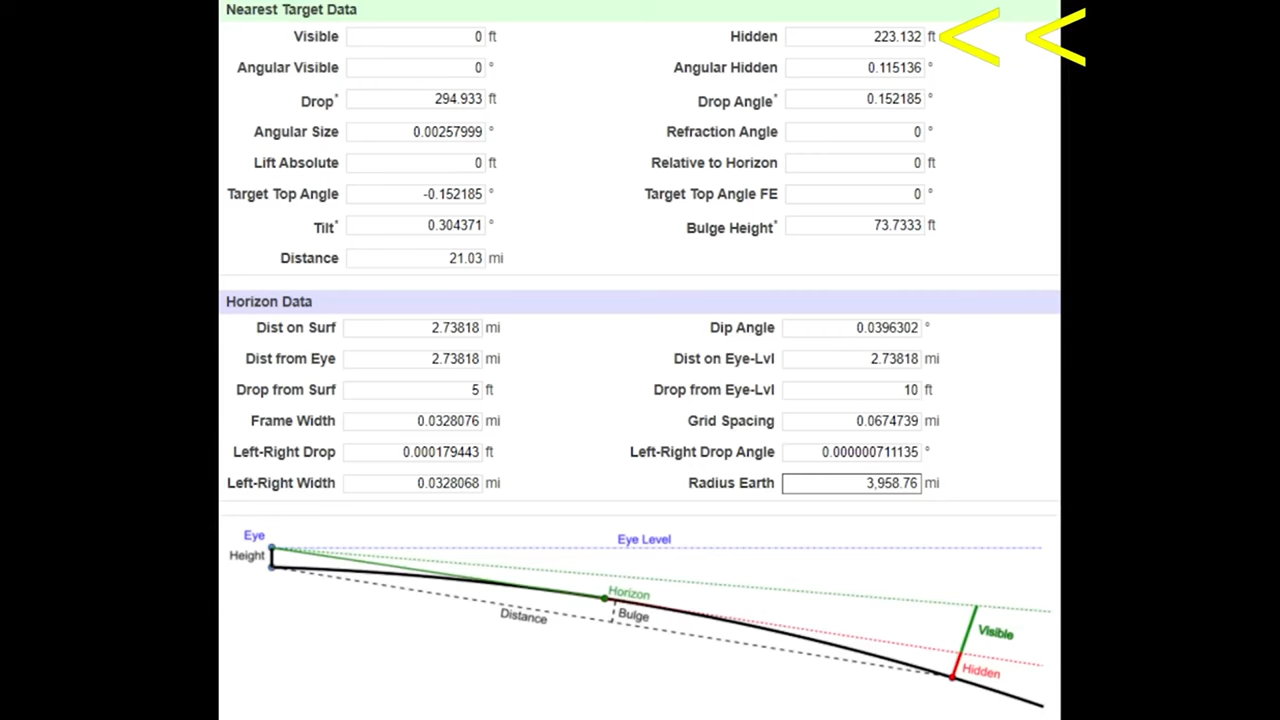 Nearest Target Data
Visible 0 ft Hidden 223.132 ft
Angular Visible 0 ° Angular Hidden 0.115136 °
Drop* 294.933 ft Drop Angle* 0.152185 °
Angular Size 0.00257999 ° Refraction Angle 0 °
Lift Absolute 0 ft Relative to Horizon 0 ft
Target Top Angle -0.152185 ° Target Top Angle FE 0 °
Tilt* 0.304371 ° Bulge Height* 73.7333 ft
Distance 21.03 mi
Horizon Data
Dist on Surf 2.73818 mi Dip Angle 0.0396302 °
Dist from Eye 2.73818 mi Dist on Eye-Lvl 2.73818 mi
Drop from Surf 5 ft Drop from Eye-Lvl 10 ft
Frame Width 0.0328076 mi Grid Spacing 0.0674739 mi
Left-Right Drop 0.000179443 ft Left-Right Drop Angle 0.000000711135 °
Left-Right Width 0.0328068 mi Radius Earth 3,958.76 mi
Eye
Eye Level
Height
Horizon
Distance
Bulge
Visible
Hidden